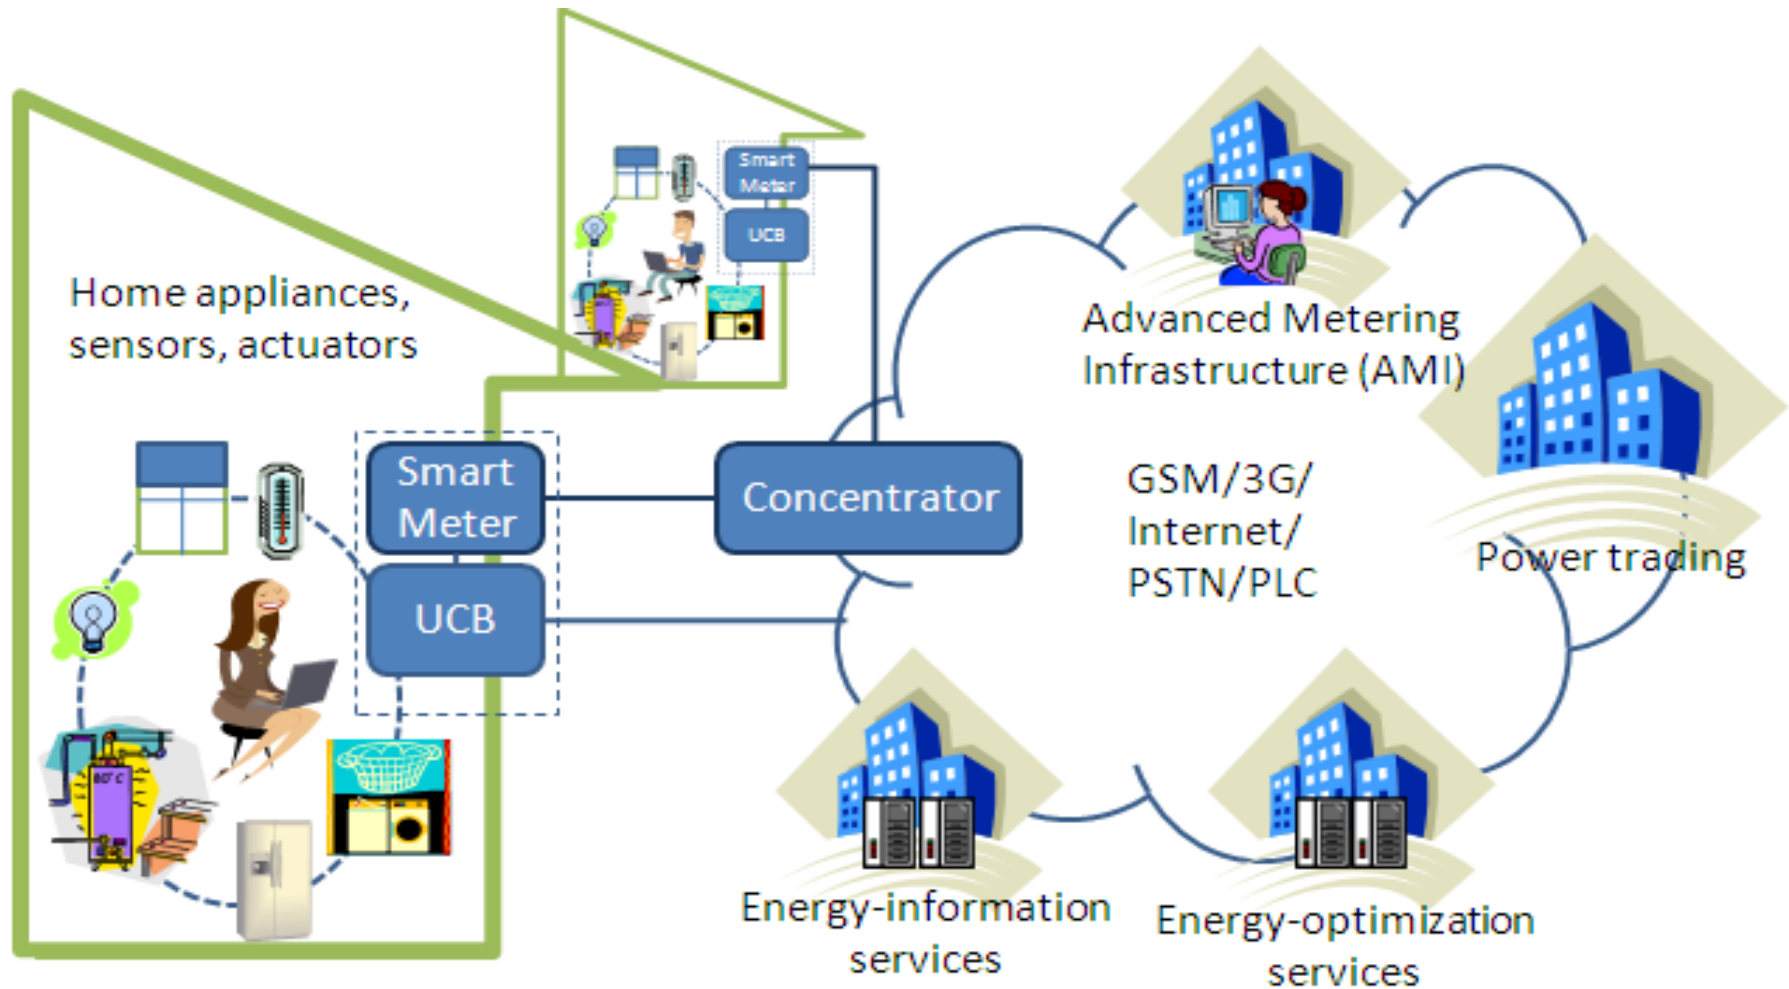 Smart
Meter
UCB
Home appliances,
sensors, actuators
Smart
Meter
UCB
Concentrator
Advanced Metering
Infrastructure (AMI)
GSM/3G/
Internet/
PSTN/PLC
Power trading
80°C
Energy-information
services
Energy-optimization
services